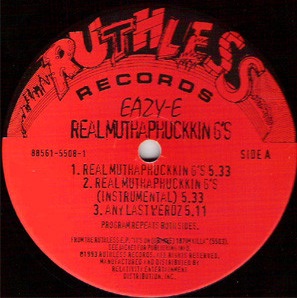 RUTHLESS
RECORDS
EAZY-E
REAL MUTHAPHUCKKIN G'S
88561-5508-1
SIDE A
1. REAL MUTHAPHUCKKIN G'S 5.33
2. REAL MUTHAPHUCKKIN G'S
(INSTRUMENTAL) 5.33
3. ANY LAST WERDZ 5.11
PROGRAM REPEATS BOTH SIDES.
FROM THE RUTHLESS E.P.
©1993 RUTHLESS RECORDS. ALL RIGHTS RESERVED.
MANUFACTURED AND DISTRIBUTED BY
RELATIVITY ENTERTAINMENT
DISTRIBUTION, INC.